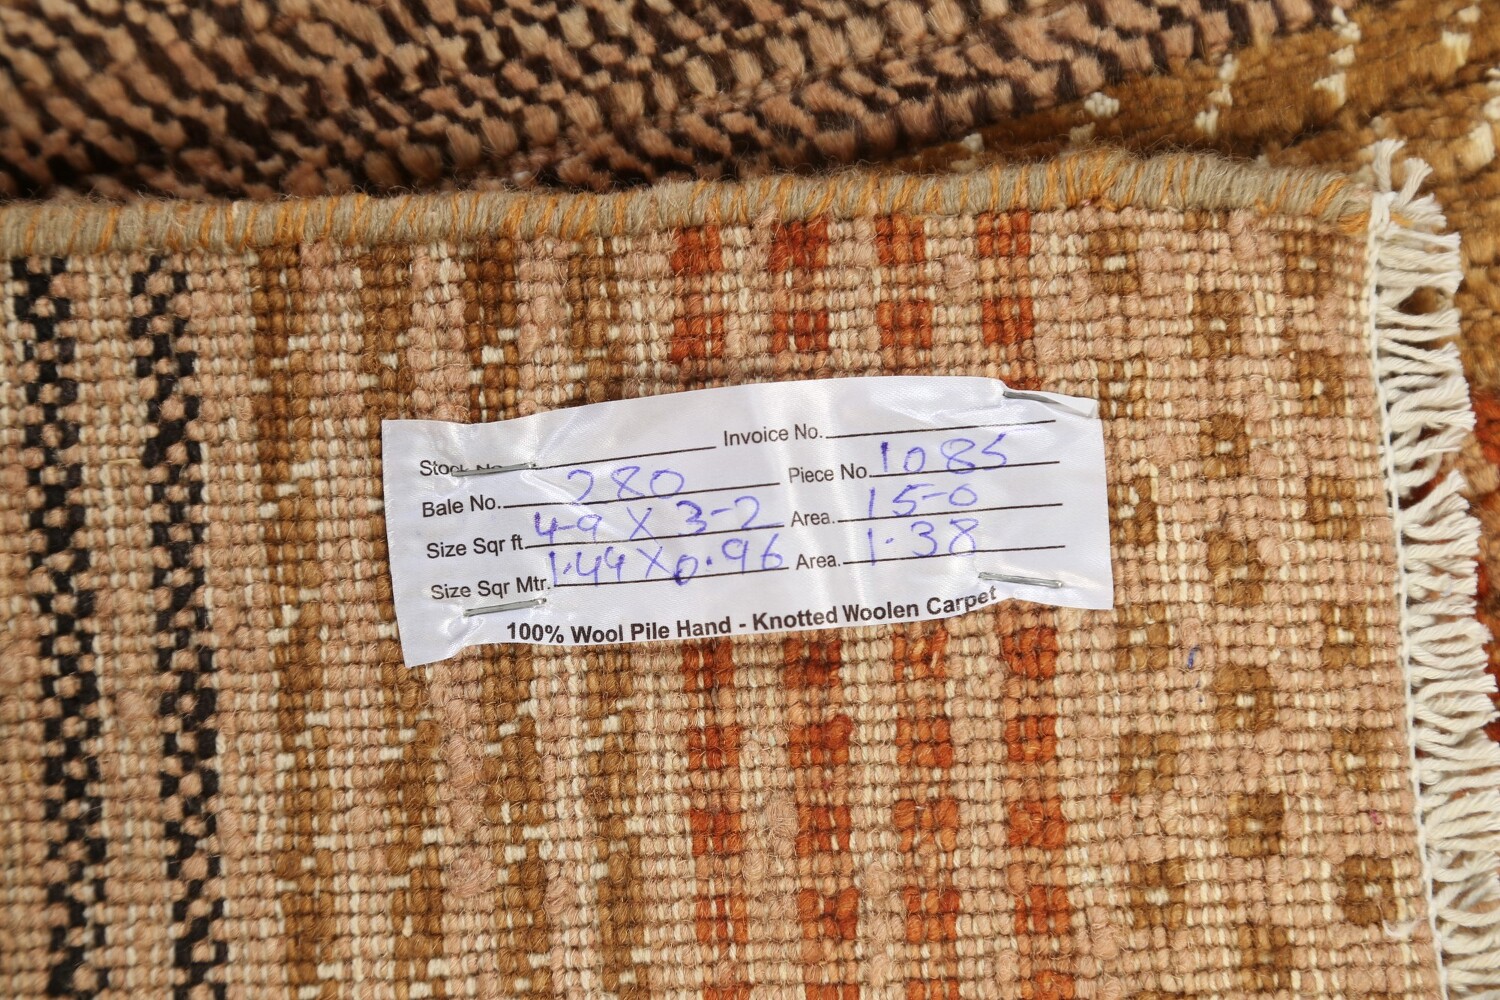 Stock No. Invoice No.
Bale No. 280 Piece No. 1085
Size Sqr ft. 4-9 X 3-2 Area. 15-0
Size Sqr Mtr. 1.44 X 0.96 Area. 1.38
100% Wool Pile Hand - Knotted Woolen Carpet